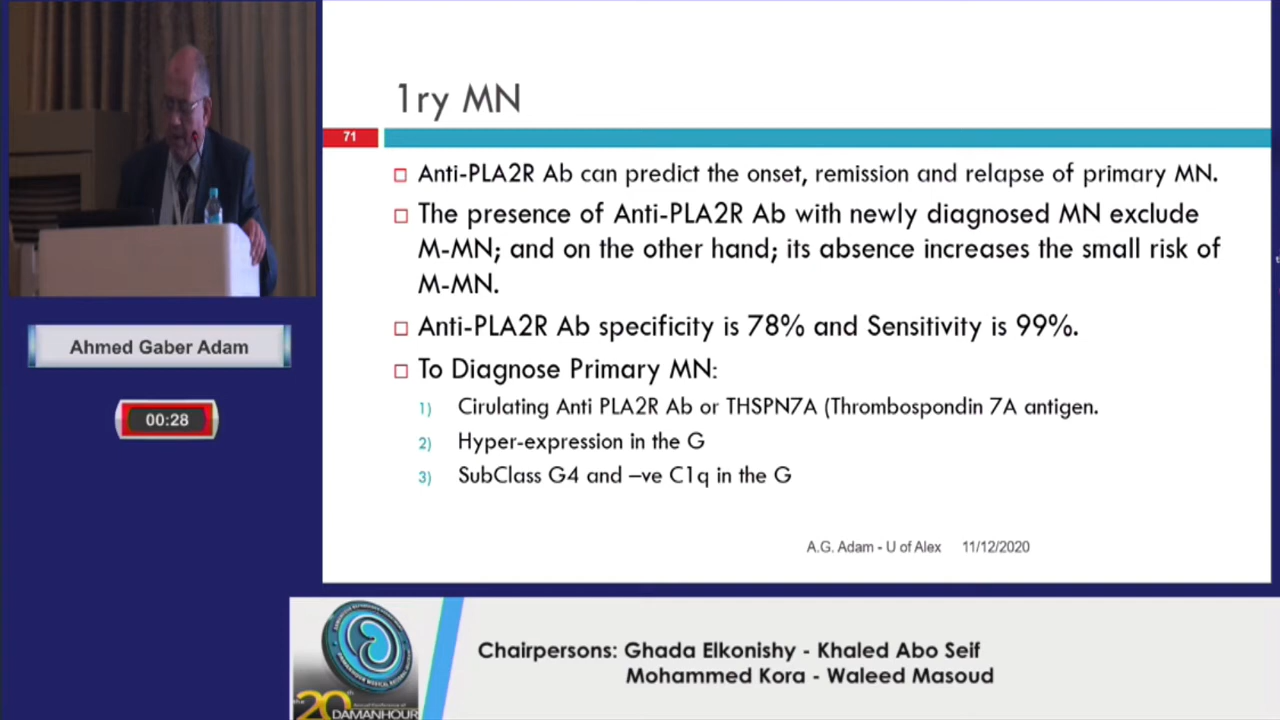 1ry MN
71
Anti-PLA2R Ab can predict the onset, remission and relapse of primary MN.
The presence of Anti-PLA2R Ab with newly diagnosed MN exclude
M-MN; and on the other hand; its absence increases the small risk of
M-MN.
Anti-PLA2R Ab specificity is 78% and Sensitivity is 99%.
To Diagnose Primary MN:
1) Cirulating Anti PLA2R Ab or THSPN7A (Thrombospondin 7A antigen.
2) Hyper-expression in the G
3) SubClass G4 and –ve C1q in the G
A.G. Adam - U of Alex 11/12/2020
Ahmed Gaber Adam
00:28
Chairpersons: Ghada Elkonishy - Khaled Abo Seif
Mohammed Kora - Waleed Masoud
the 20th
DAMANHOUR